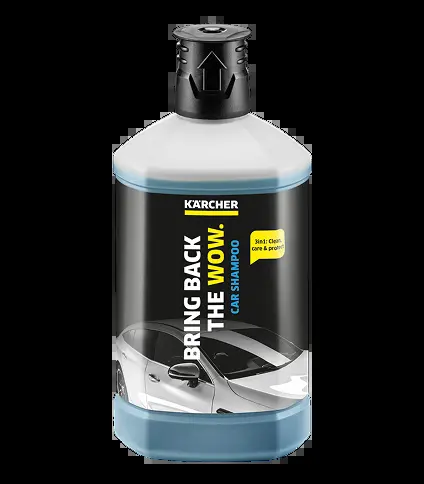 KÄRCHER
BRING BACK
THE WOW.
CAR SHAMPOO
3in1: Clean,
care & protect